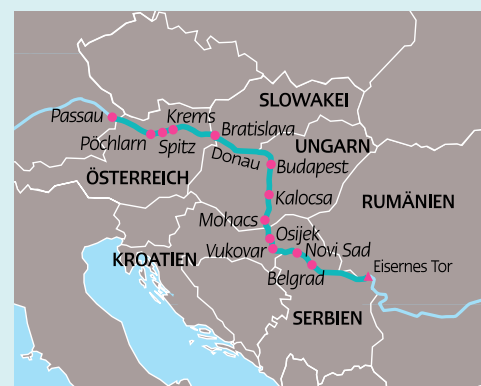 SLOWAKEI
Passau
Krems
Bratislava
Pöchlarn
Spitz
UNGARN
Donau
Budapest
ÖSTERREICH
Kalocsa
RUMÄNIEN
Mohacs
Osijek
Vukovar
Novi Sad
KROATIEN
Eisernes Tor
Belgrad
SERBIEN